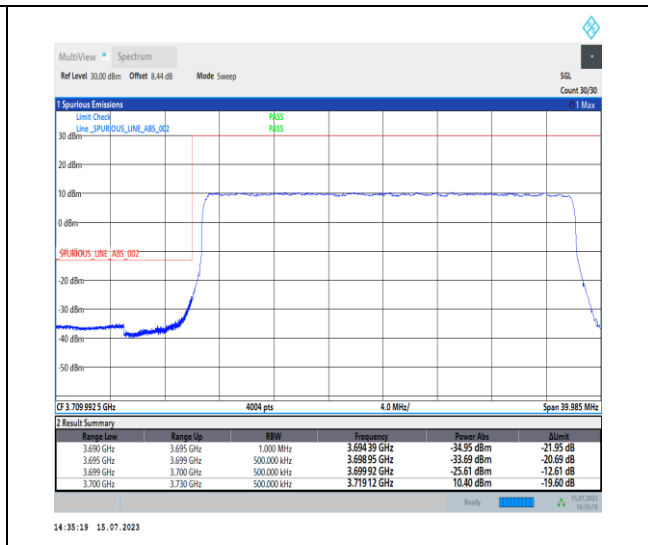 MultiView Spectrum
Ref Level 30.00 dBm Offset 8.44 dB Mode Sweep SGL
Count 30/30
1 Spurious Emissions 1 Max
Limit Check PASS
Line _SPURIOUS_LINE_ABS_002 PASS
30 dBm
20 dBm
10 dBm
0 dBm
_SPURIOUS_LINE_ABS_002
-20 dBm
-30 dBm
-40 dBm
-50 dBm
CF 3.709 992 5 GHz 4004 pts 4.0 MHz/ Span 39.985 MHz
2 Result Summary
Range Low Range Up RBW Frequency Power Abs ΔLimit
3.690 GHz 3.695 GHz 1.000 MHz 3.694 39 GHz -34.95 dBm -21.95 dB
3.695 GHz 3.699 GHz 500.000 kHz 3.698 95 GHz -33.69 dBm -20.69 dB
3.699 GHz 3.700 GHz 500.000 kHz 3.699 92 GHz -25.61 dBm -12.61 dB
3.700 GHz 3.730 GHz 500.000 kHz 3.719 12 GHz 10.40 dBm -19.60 dB
Ready 15.07.2023
14:35:18
14:35:19 15.07.2023